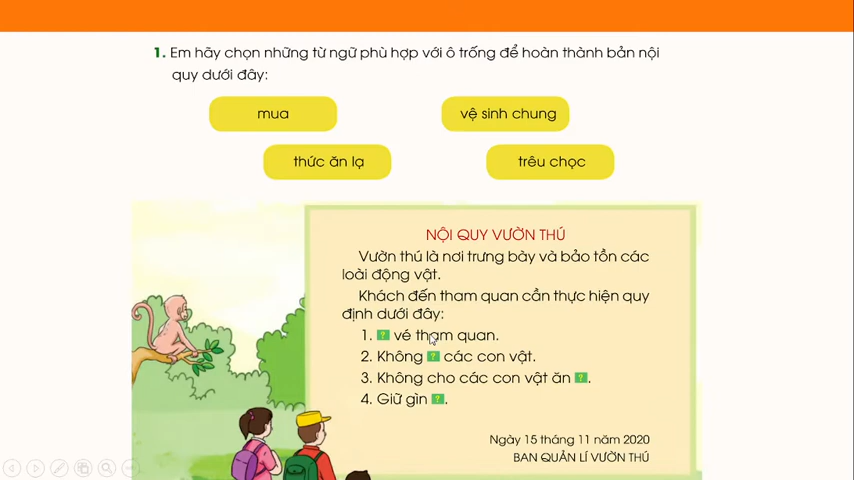 1. Em hãy chọn những từ ngữ phù hợp với ô trống để hoàn thành bản nội
quy dưới đây:
mua
vệ sinh chung
thức ăn lạ
trêu chọc
NỘI QUY VƯỜN THÚ
Vườn thú là nơi trưng bày và bảo tồn các
loài động vật.
Khách đến tham quan cần thực hiện quy
định dưới đây:
1. ? vé tham quan.
2. Không ? các con vật.
3. Không cho các con vật ăn ?.
4. Giữ gìn ?.
Ngày 15 tháng 11 năm 2020
BAN QUẢN LÍ VƯỜN THÚ